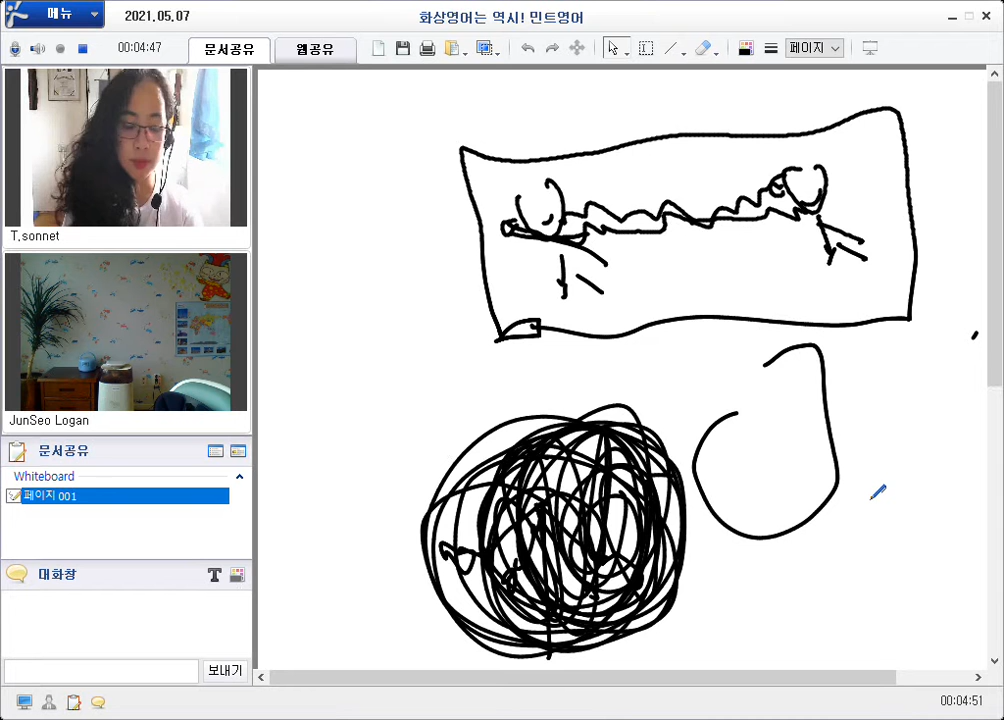 메뉴
2021.05.07
화상영어는 역시! 민트영어
00:04:47
문서공유
웹공유
페이지
T.sonnet
JunSeo Logan
문서공유
Whiteboard
페이지 001
대화창
T
보내기
00:04:51